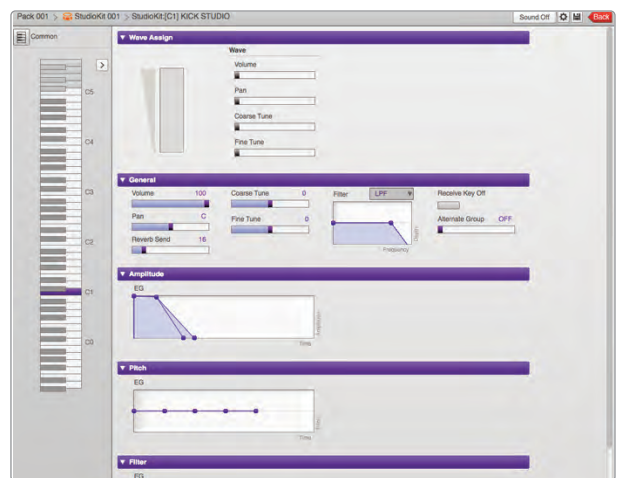 Pack 001 > StudioKit 001 > StudioKit:[C1] KICK STUDIO Sound Off Back
Common
Wave Assign
Wave
Volume
Pan
Coarse Tune
Fine Tune
General
Volume 100 Coarse Tune 0 Filter LPF Receive Key Off
Pan C Fine Tune 0 Alternate Group OFF
Reverb Send 16
Depth
Frequency
Amplitude
EG
Amplitude
Time
Pitch
EG
Time
Filter
EG
C5
C4
C3
C2
C1
C0